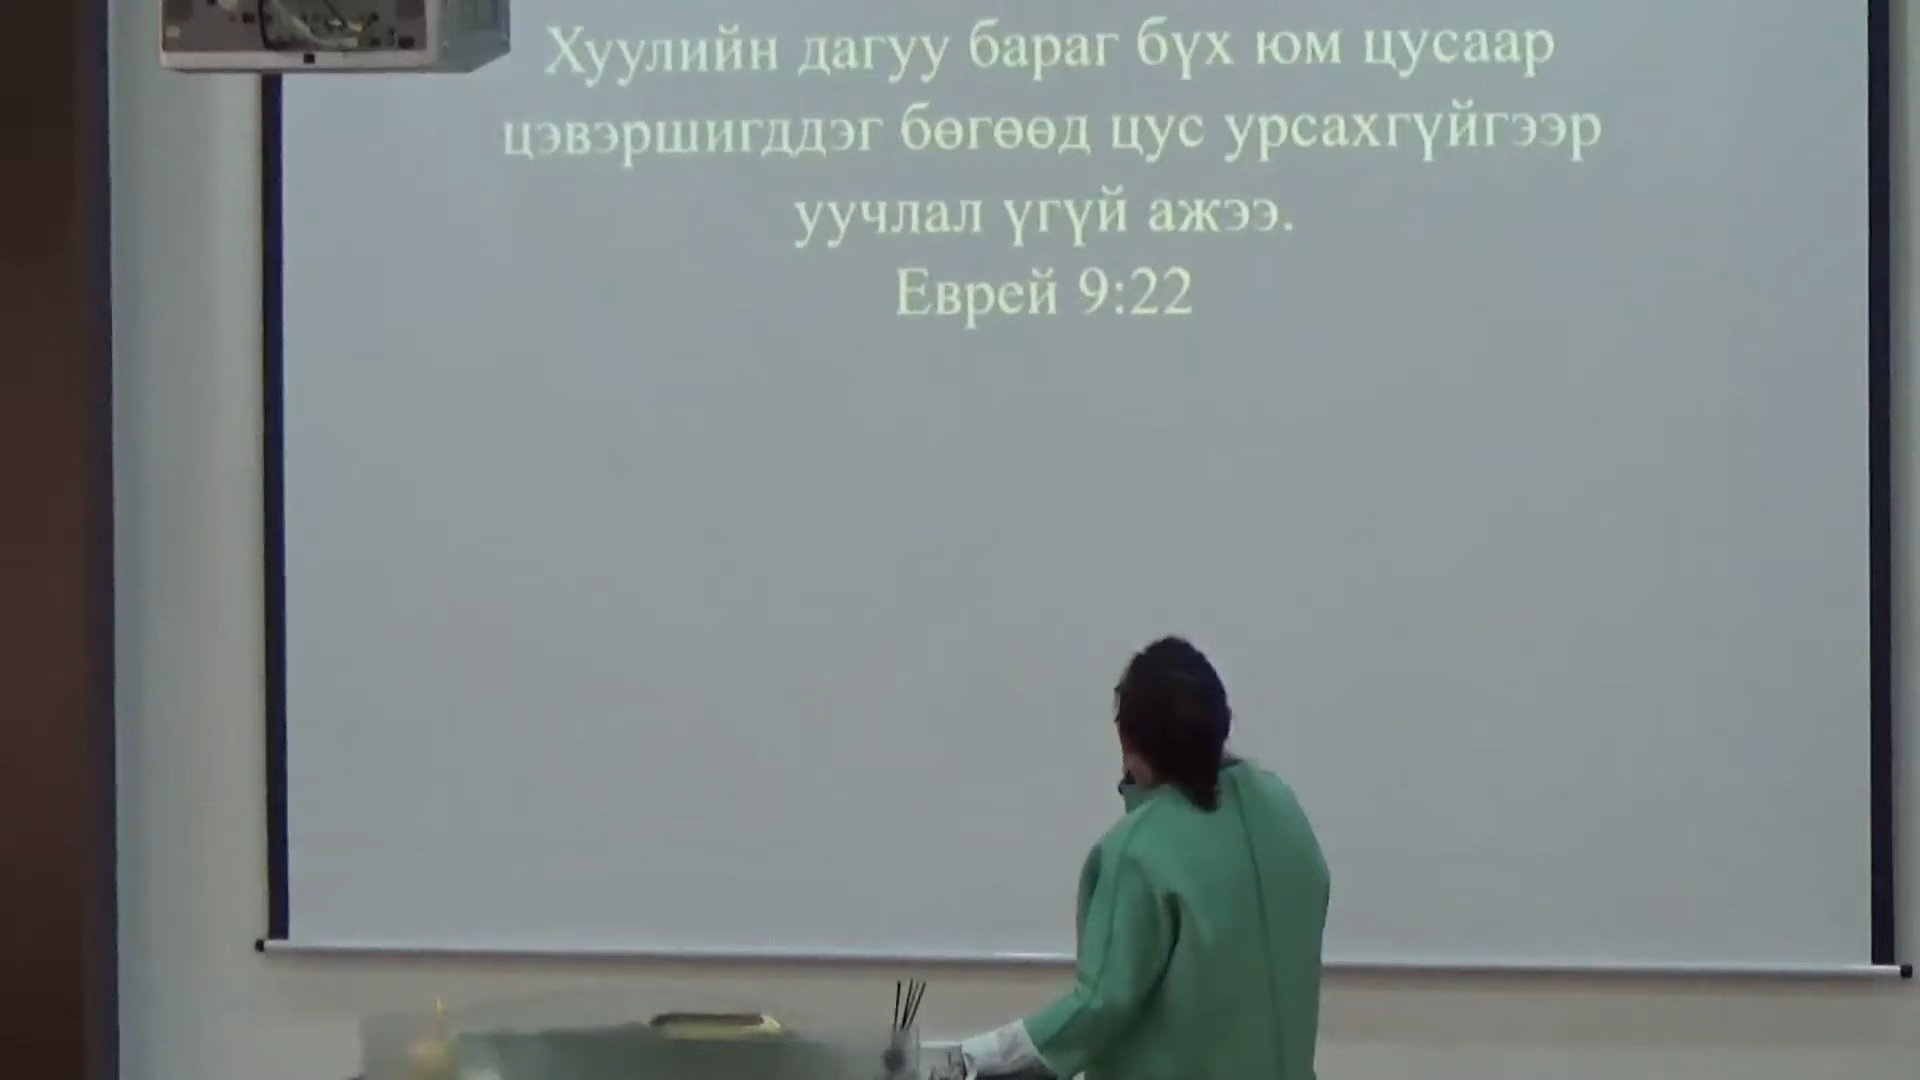 Хуулийн дагуу бараг бүх юм цусаар
цэвэршигддэг бөгөөд цус урсахгүйгээр
уучлал үгүй ажээ.
Еврей 9:22